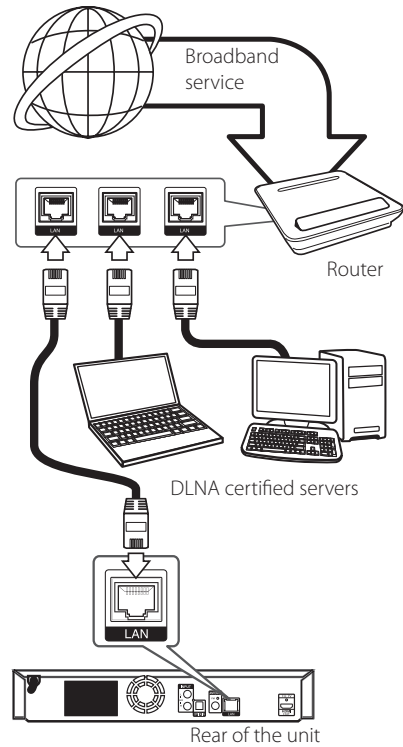 Broadband
service
LAN
LAN
LAN
Router
DLNA certified servers
LAN
Rear of the unit